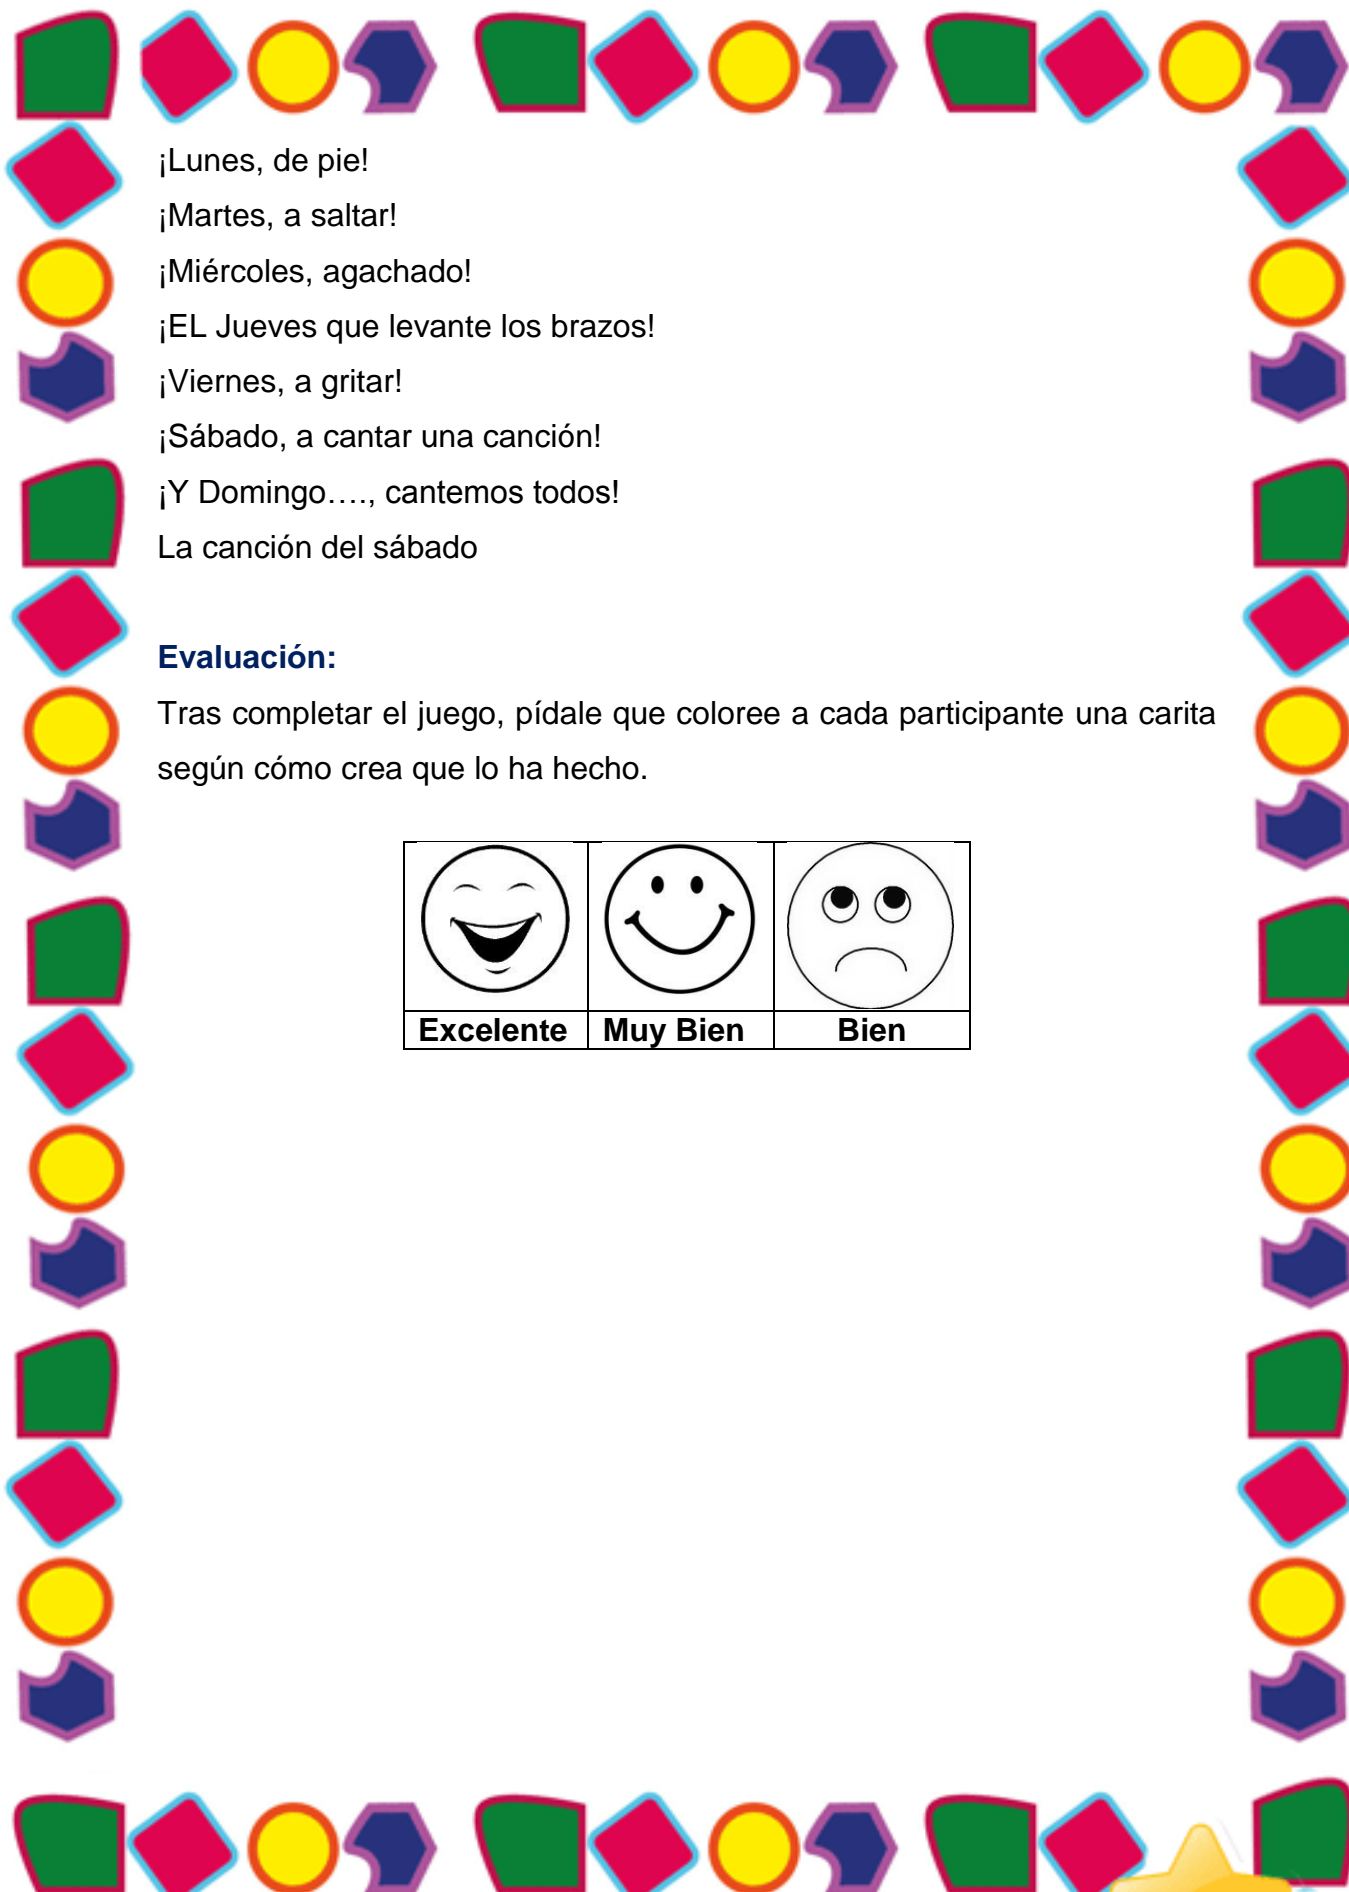 ¡Lunes, de pie!
¡Martes, a saltar!
¡Miércoles, agachado!
¡EL Jueves que levante los brazos!
¡Viernes, a gritar!
¡Sábado, a cantar una canción!
¡Y Domingo…., cantemos todos!
La canción del sábado
Evaluación:
Tras completar el juego, pídale que coloree a cada participante una carita
según cómo crea que lo ha hecho.
Excelente Muy Bien Bien